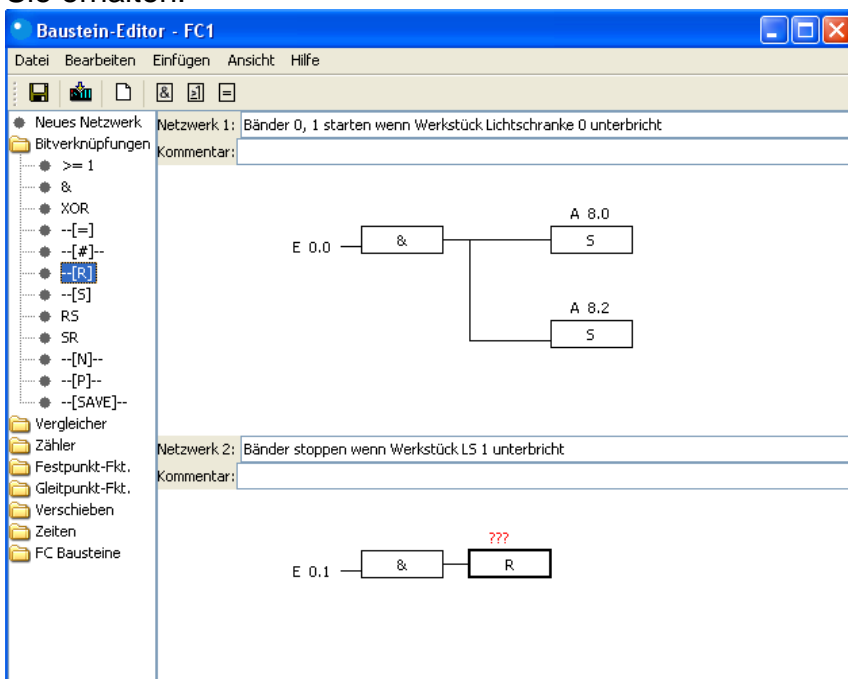 Sie erhalten:
Baustein-Editor - FC1
Datei Bearbeiten Einfügen Ansicht Hilfe
& ≥1 =
Neues Netzwerk
Bitverknüpfungen
>= 1
&
XOR
--[=]
--[#]--
--[R]
--[S]
RS
SR
--[N]--
--[P]--
--[SAVE]--
Vergleicher
Zähler
Festpunkt-Fkt.
Gleitpunkt-Fkt.
Verschieben
Zeiten
FC Bausteine
Netzwerk 1: Bänder 0, 1 starten wenn Werkstück Lichtschranke 0 unterbricht
Kommentar:
A 8.0
E 0.0 & S
A 8.2
S
Netzwerk 2: Bänder stoppen wenn Werkstück LS 1 unterbricht
Kommentar:
???
E 0.1 & R